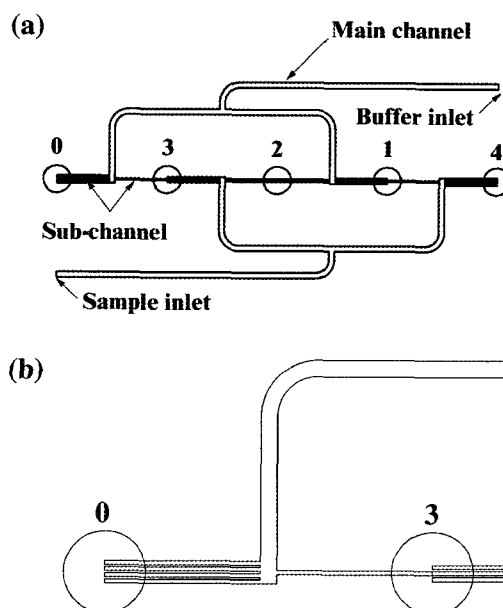 (a)
Main channel
Buffer inlet
0
3
2
1
4
Sub-channel
Sample inlet
(b)
0
3